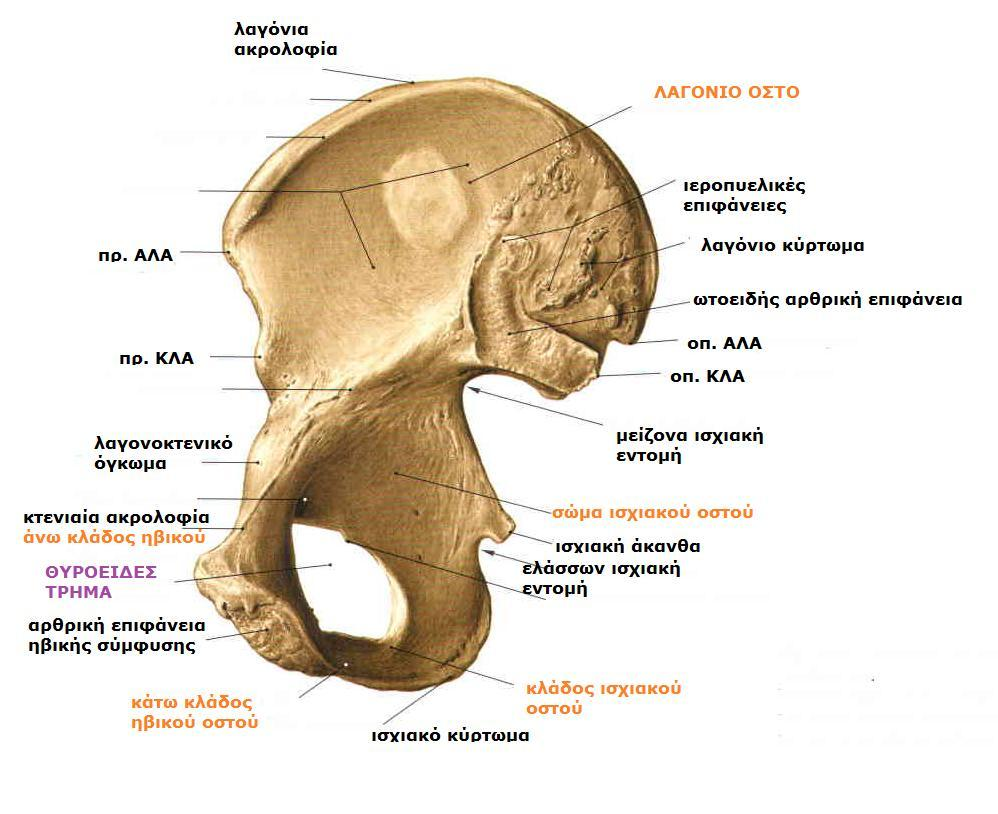 λαγόνια
ακρολοφία
ΛΑΓΟΝΙΟ ΟΣΤΟ
ιεροπυελικές
επιφάνειες
λαγόνιο κύρτωμα
πρ. ΑΛΑ
ωτοειδής αρθρική επιφάνεια
οπ. ΑΛΑ
πρ. ΚΛΑ
οπ. ΚΛΑ
μείζονα ισχιακή
εντομή
λαγονοκτενικό
όγκωμα
σώμα ισχιακού οστού
κτενιαία ακρολοφία
άνω κλάδος ηβικού
ισχιακή άκανθα
ελάσσων ισχιακή
εντομή
ΘΥΡΟΕΙΔΕΣ
ΤΡΗΜΑ
αρθρική επιφάνεια
ηβικής σύμφυσης
κλάδος ισχιακού
οστού
κάτω κλάδος
ηβικού οστού
ισχιακό κύρτωμα